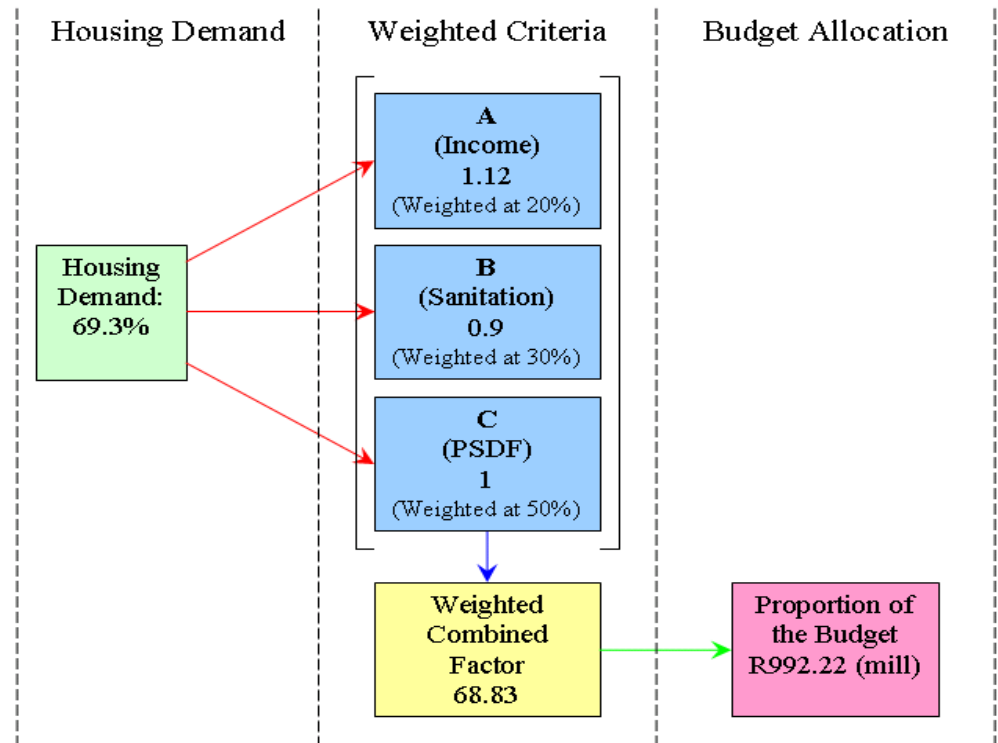 Housing Demand
Weighted Criteria
Budget Allocation
A
(Income)
1.12
(Weighted at 20%)
Housing
Demand:
69.3%
B
(Sanitation)
0.9
(Weighted at 30%)
C
(PSDF)
1
(Weighted at 50%)
Weighted
Combined
Factor
68.83
Proportion of
the Budget
R992.22 (mill)